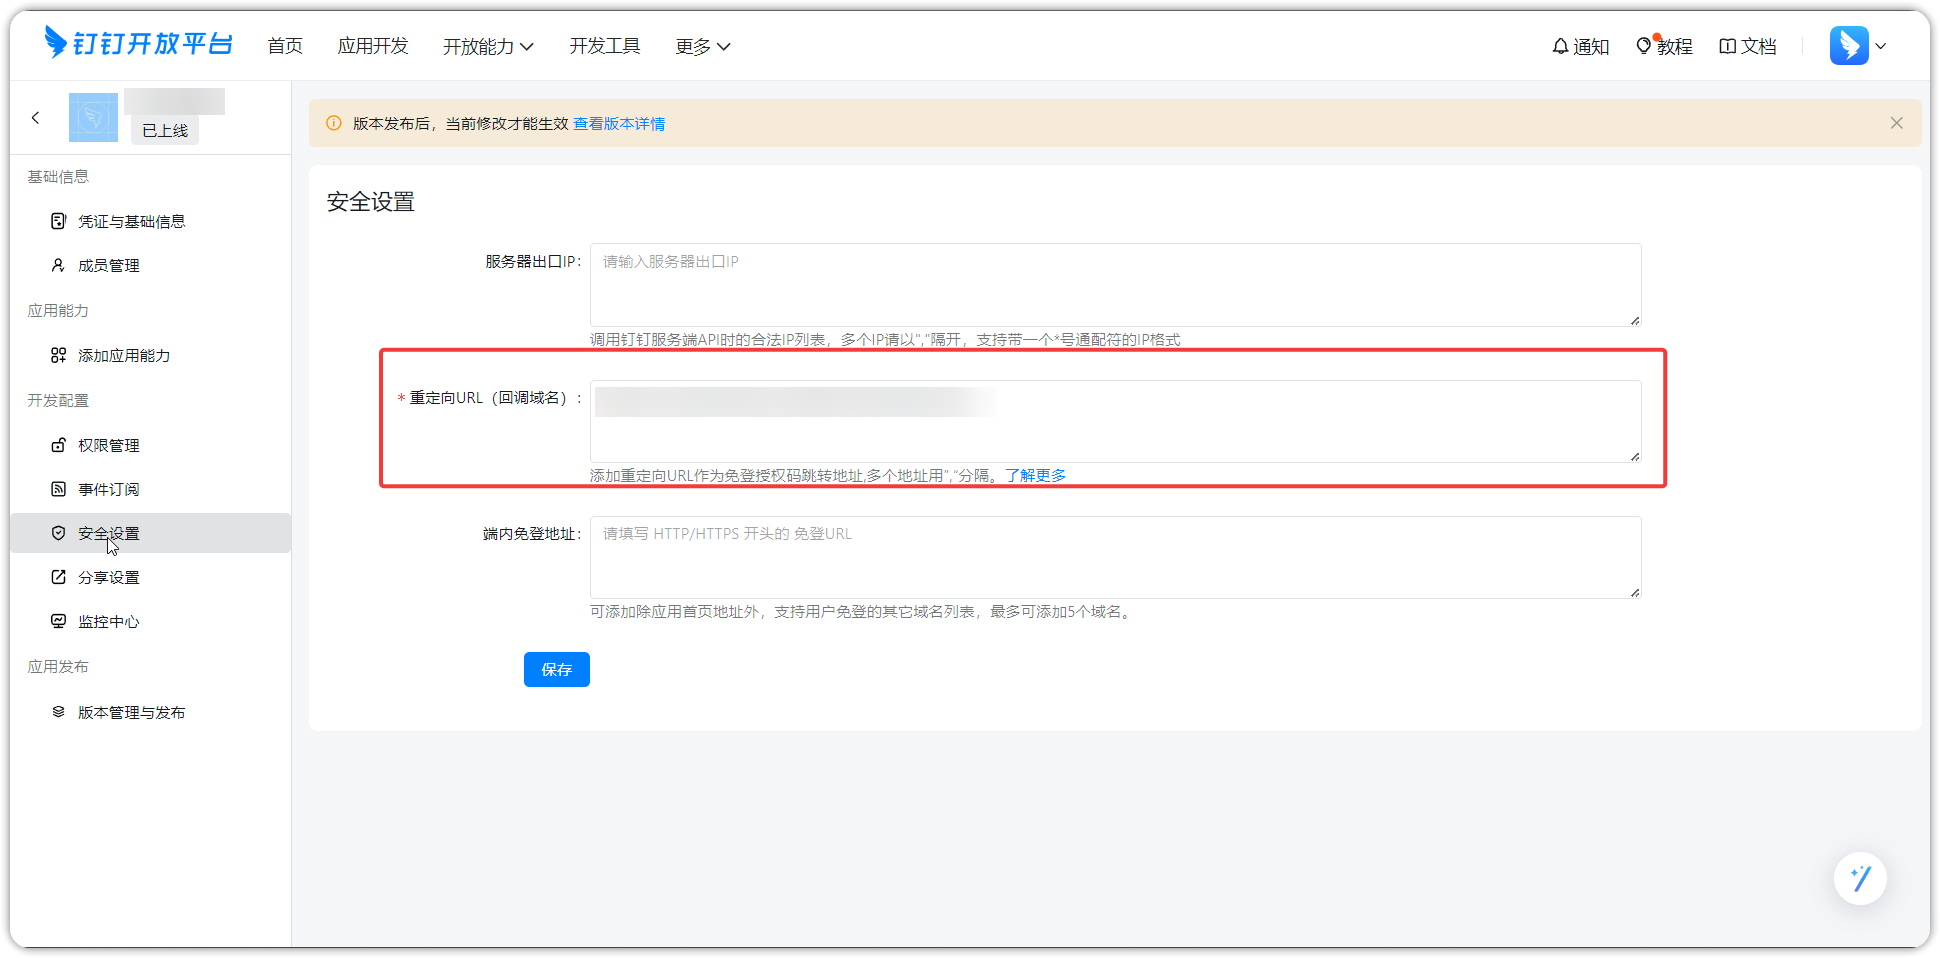 钉钉开放平台
首页
应用开发
开放能力
开发工具
更多
通知
教程
文档
已上线
基础信息
凭证与基础信息
成员管理
应用能力
添加应用能力
开发配置
权限管理
事件订阅
安全设置
分享设置
监控中心
应用发布
版本管理与发布
版本发布后，当前修改才能生效 查看版本详情
安全设置
服务器出口IP：
请输入服务器出口IP
调用钉钉服务端API时的合法IP列表，多个IP请以","隔开，支持带一个*号通配符的IP格式
* 重定向URL（回调域名）：
添加重定向URL作为免登授权码跳转地址,多个地址用","分隔。 了解更多
端内免登地址：
请填写 HTTP/HTTPS 开头的 免登URL
可添加除应用首页地址外，支持用户免登的其它域名列表，最多可添加5个域名。
保存